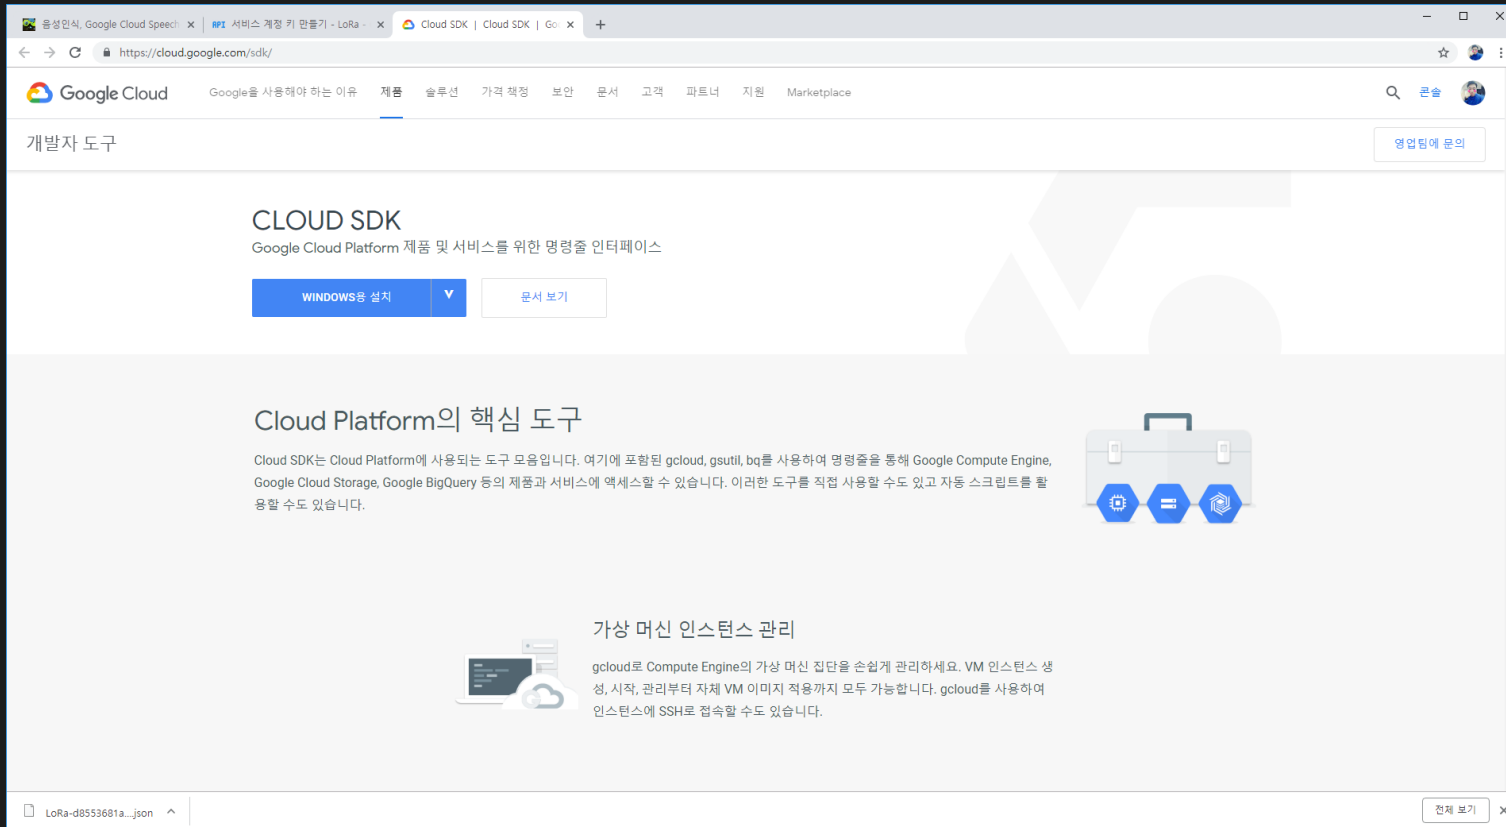 음성인식, Google Cloud Speech
RPI 서비스 계정 키 만들기 - LoRa -
Cloud SDK | Cloud SDK | Go
https://cloud.google.com/sdk/
Google Cloud
Google을 사용해야 하는 이유 제품 솔루션 가격 책정 보안 문서 고객 파트너 지원 Marketplace
콘솔
개발자 도구
영업팀에 문의
CLOUD SDK
Google Cloud Platform 제품 및 서비스를 위한 명령줄 인터페이스
WINDOWS용 설치
문서 보기
Cloud Platform의 핵심 도구
Cloud SDK는 Cloud Platform에 사용되는 도구 모음입니다. 여기에 포함된 gcloud, gsutil, bq를 사용하여 명령줄을 통해 Google Compute Engine,
Google Cloud Storage, Google BigQuery 등의 제품과 서비스에 액세스할 수 있습니다. 이러한 도구를 직접 사용할 수도 있고 자동 스크립트를 활
용할 수도 있습니다.
가상 머신 인스턴스 관리
gcloud로 Compute Engine의 가상 머신 집단을 손쉽게 관리하세요. VM 인스턴스 생
성, 시작, 관리부터 자체 VM 이미지 적용까지 모두 가능합니다. gcloud를 사용하여
인스턴스에 SSH로 접속할 수도 있습니다.
LoRa-d8553681a....json
전체 보기